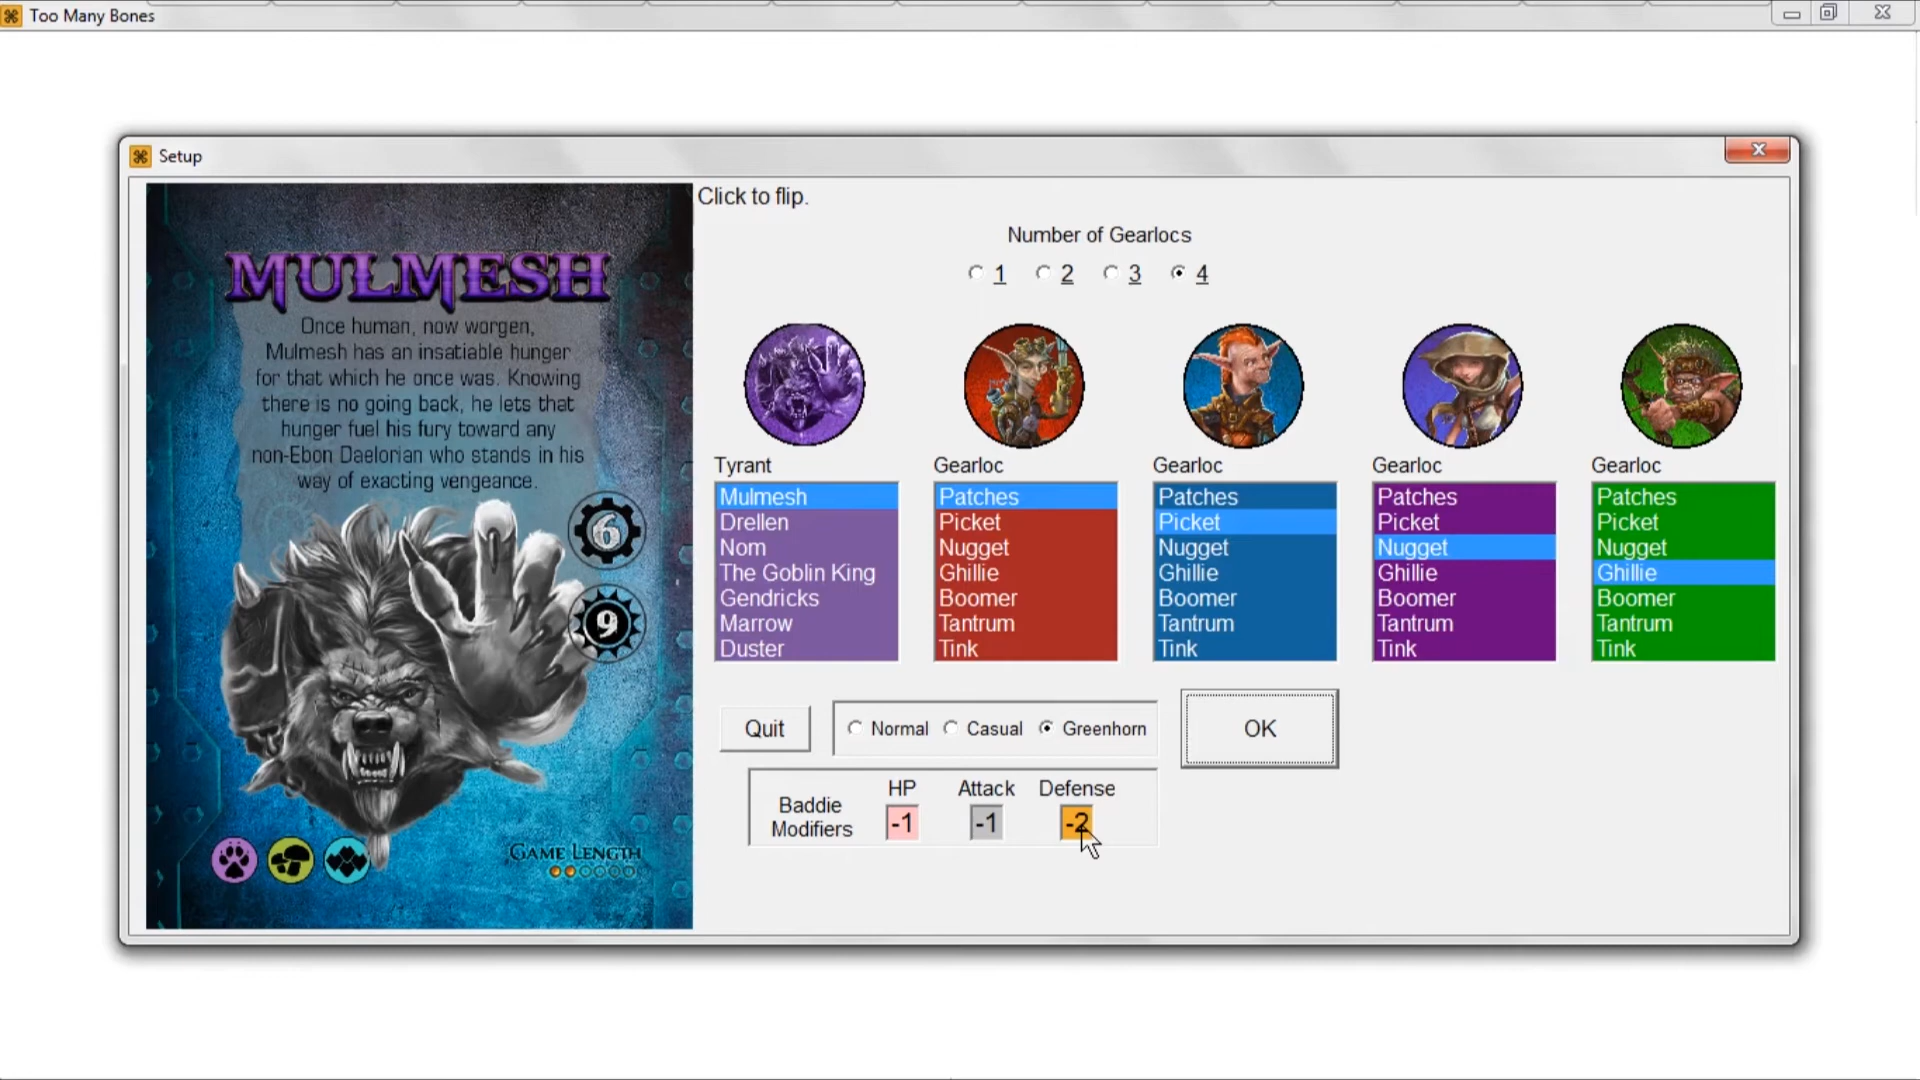 Too Many Bones
Setup
Click to flip.
MULMESH
Once human, now worgen,
Mulmesh has an insatiable hunger
for that which he once was. Knowing
there is no going back, he lets that
hunger fuel his fury toward any
non-Ebon Daelorian who stands in his
way of exacting vengeance.
6
9
GAME LENGTH
Number of Gearlocs
1 2 3 4
Tyrant
Mulmesh
Drellen
Nom
The Goblin King
Gendricks
Marrow
Duster
Gearloc
Patches
Picket
Nugget
Ghillie
Boomer
Tantrum
Tink
Gearloc
Patches
Picket
Nugget
Ghillie
Boomer
Tantrum
Tink
Gearloc
Patches
Picket
Nugget
Ghillie
Boomer
Tantrum
Tink
Gearloc
Patches
Picket
Nugget
Ghillie
Boomer
Tantrum
Tink
Quit
Normal Casual Greenhorn
OK
Baddie
Modifiers
HP Attack Defense
-1 -1 -2